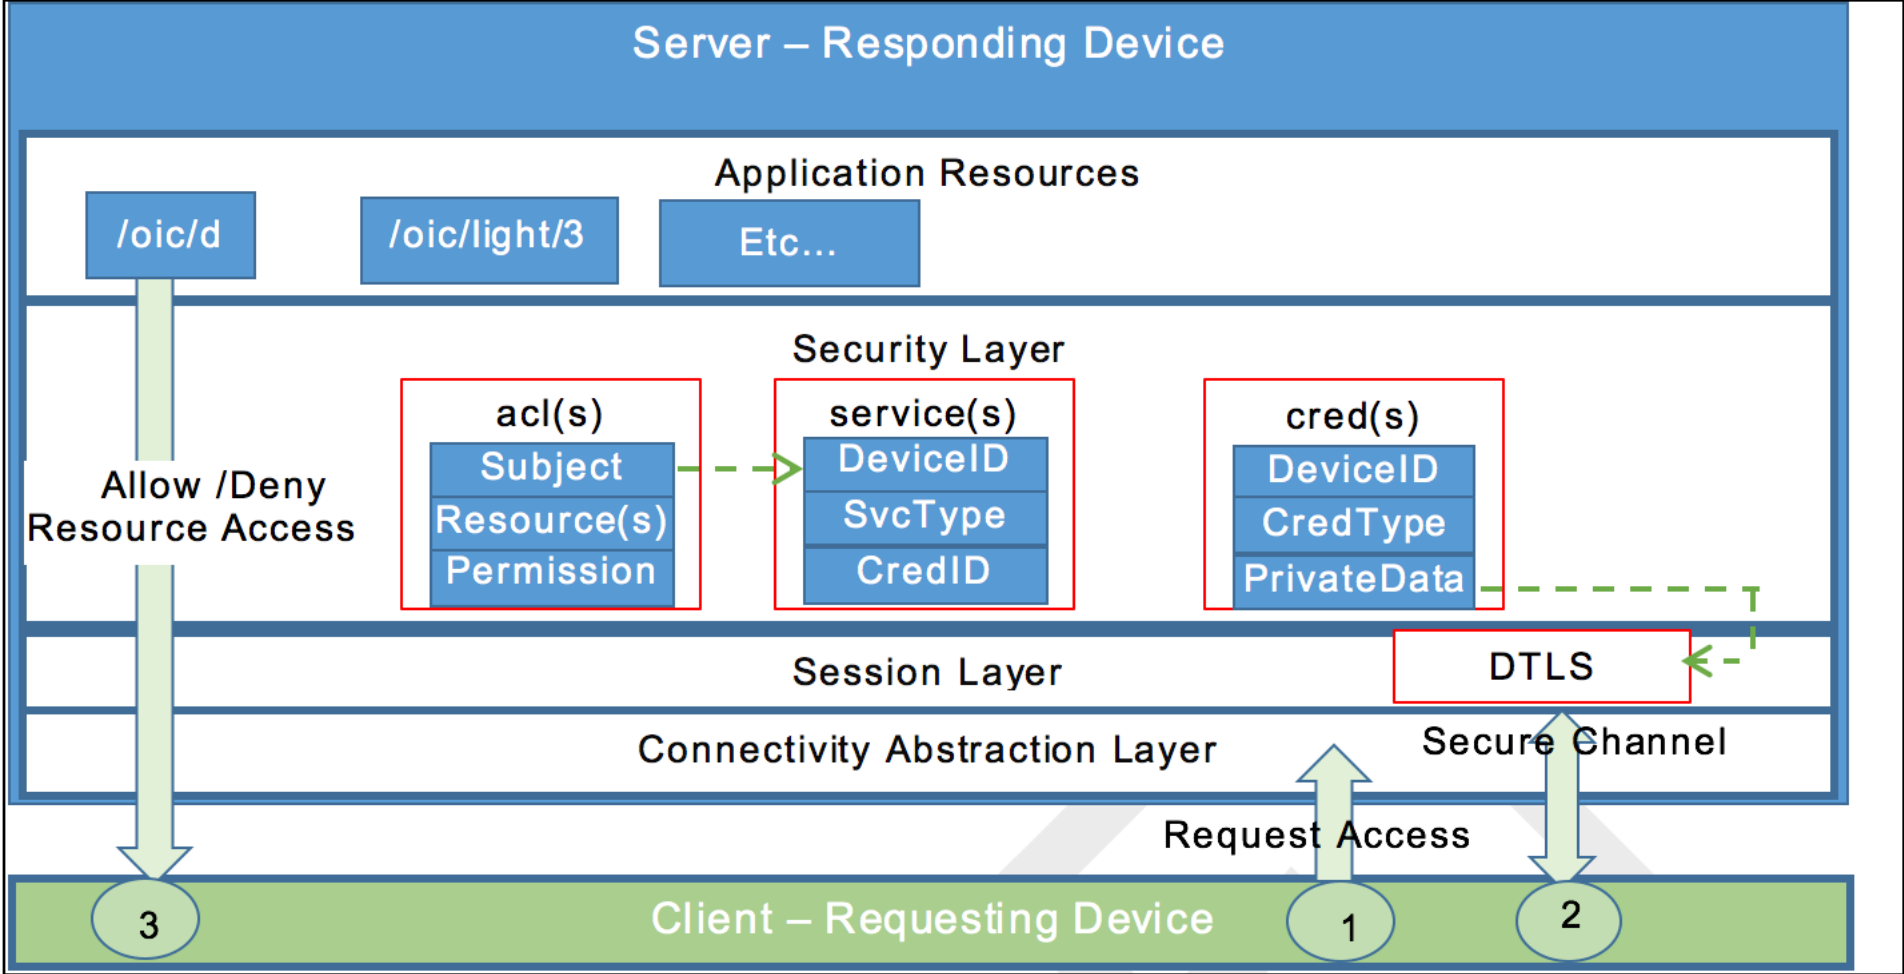 Server – Responding Device
Application Resources
/oic/d
/oic/light/3
Etc...
Security Layer
acl(s)
Subject
Resource(s)
Permission
service(s)
DeviceID
SvcType
CredID
cred(s)
DeviceID
CredType
PrivateData
Allow /Deny
Resource Access
Session Layer
DTLS
Connectivity Abstraction Layer
Secure Channel
Request Access
3
Client – Requesting Device
1
2